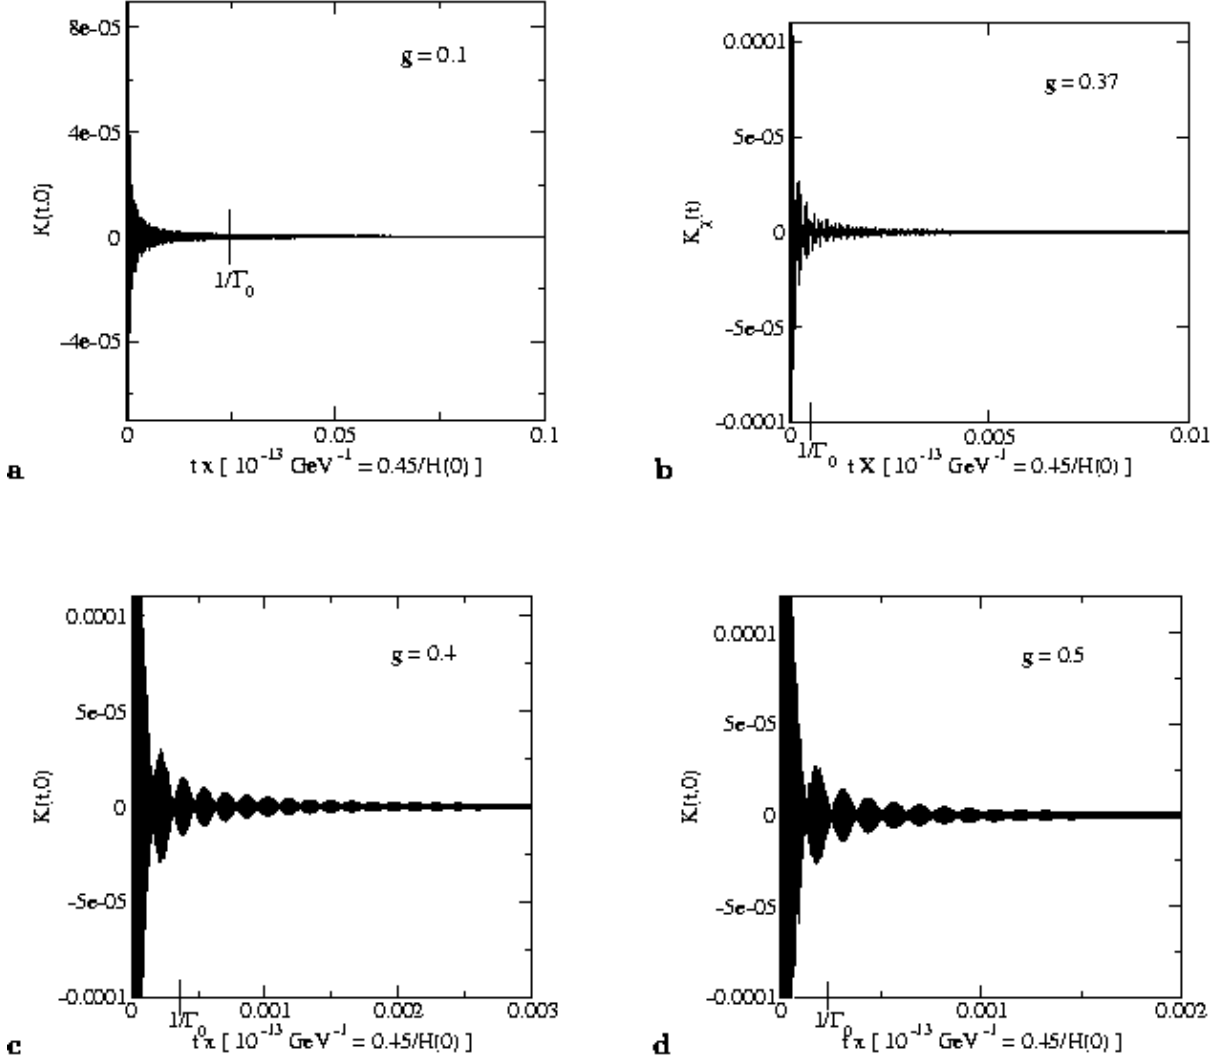 8e-05
g = 0.1
4e-05
K(t,0)
0
1/Γ₀
-4e-05
0 0.05 0.1
a t x [ 10⁻¹³ GeV⁻¹ = 0.45/H(0) ]
0.0001
g = 0.37
5e-05
K_χ(t)
0
-5e-05
-0.0001
0 0.005 0.01
1/Γ₀
b t X [ 10⁻¹³ GeV⁻¹ = 0.45/H(0) ]
0.0001
g = 0.4
5e-05
K(t,0)
0
-5e-05
-0.0001
0 0.001 0.002 0.003
1/Γ₀
c t x [ 10⁻¹³ GeV⁻¹ = 0.45/H(0) ]
0.0001
g = 0.5
5e-05
K(t,0)
0
-5e-05
-0.0001
0 0.001 0.002
1/Γ₀
d t x [ 10⁻¹³ GeV⁻¹ = 0.45/H(0) ]